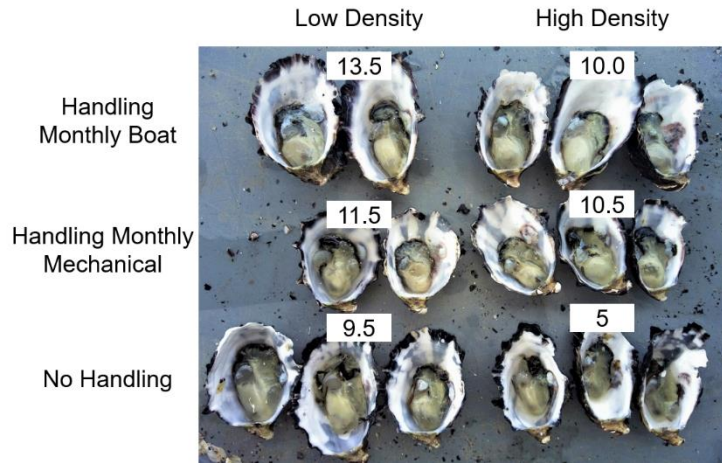 Low Density
High Density
Handling
Monthly Boat
13.5
10.0
Handling Monthly
Mechanical
11.5
10.5
No Handling
9.5
5